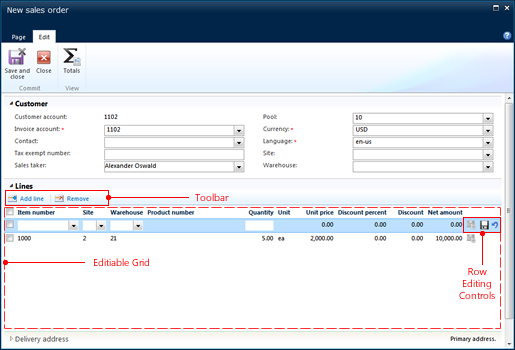 New sales order
Page Edit
Save and close Close Totals
Commit View
Customer
Customer account: 1102
Invoice account: * 1102
Contact:
Tax exempt number:
Sales taker: Alexander Oswald
Pool: 10
Currency: * USD
Language: * en-us
Site:
Warehouse:
Lines
Add line Remove
Toolbar
Item number Site Warehouse Product number Quantity Unit Unit price Discount percent Discount Net amount
0.00 0.00 0.00 0.00
1000 2 21 5.00 ea 2,000.00 0.00 0.00 10,000.00
Editiable Grid
Row Editing Controls
Delivery address Primary address.